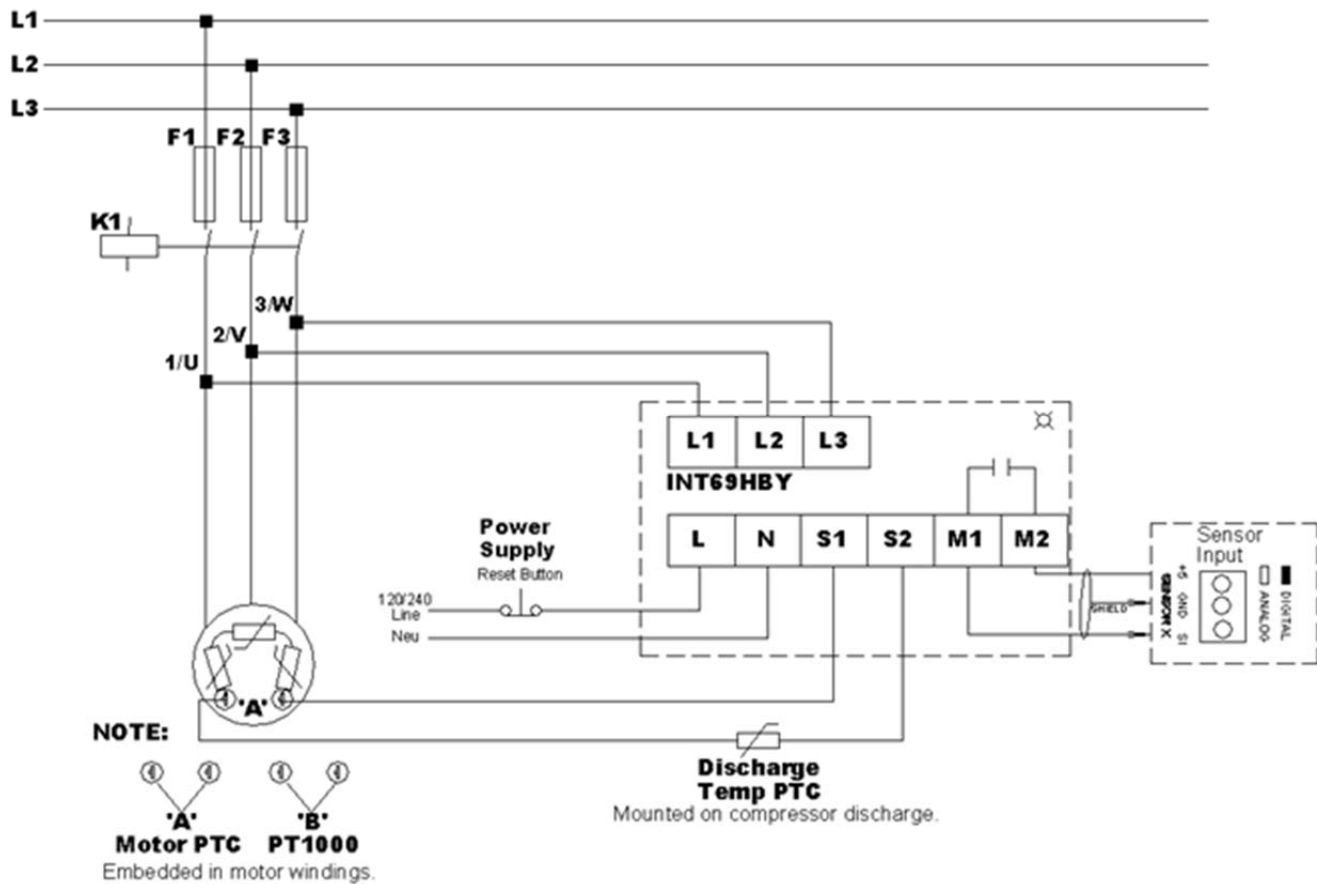 L1
L2
L3
F1 F2 F3
K1
3/W
2/V
1/U
L1 L2 L3
INT69HBY
L N S1 S2 M1 M2
Power
Supply
Reset Button
120/240
Line
Neu
Sensor
Input
+5 GND SI
DIGITAL
ANALOG
SHIELD
'A'
NOTE:
'A' 'B'
Motor PTC PT1000
Embedded in motor windings.
Discharge
Temp PTC
Mounted on compressor discharge.